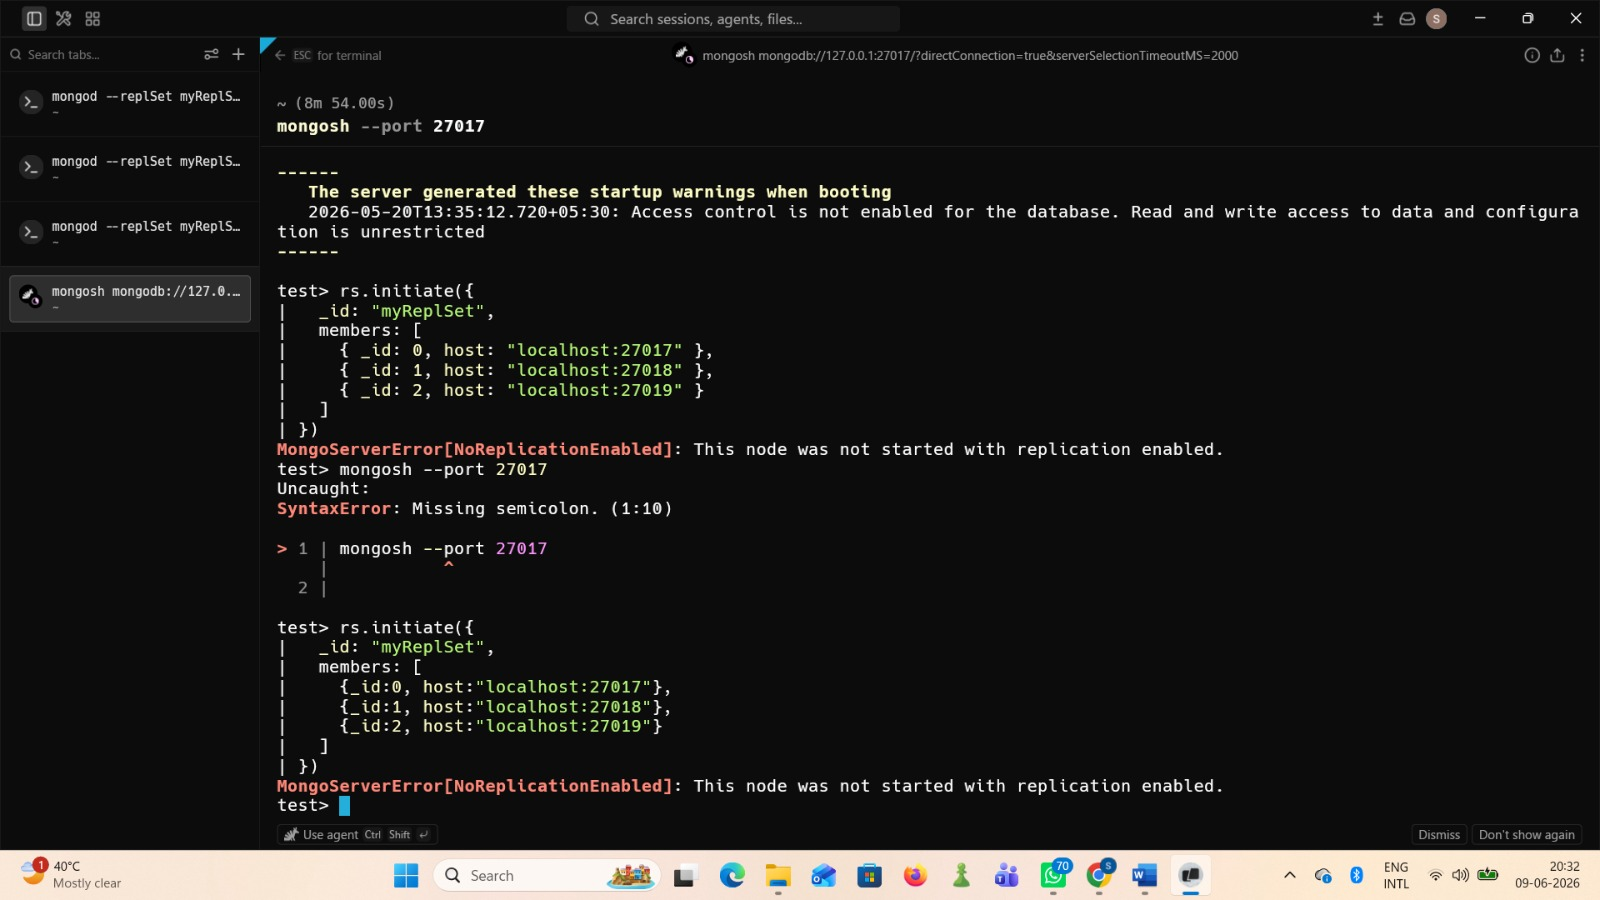 Search sessions, agents, files...
S
Search tabs...
ESC for terminal
mongosh mongodb://127.0.0.1:27017/?directConnection=true&serverSelectionTimeoutMS=2000
mongod --replSet myReplS…
~
mongod --replSet myReplS…
~
mongod --replSet myReplS…
~
mongosh mongodb://127.0.…
~
~ (8m 54.00s)
mongosh --port 27017
------
The server generated these startup warnings when booting
2026-05-20T13:35:12.720+05:30: Access control is not enabled for the database. Read and write access to data and configura
tion is unrestricted
------
test> rs.initiate({
|   _id: "myReplSet",
|   members: [
|     { _id: 0, host: "localhost:27017" },
|     { _id: 1, host: "localhost:27018" },
|     { _id: 2, host: "localhost:27019" }
|   ]
| })
MongoServerError[NoReplicationEnabled]: This node was not started with replication enabled.
test> mongosh --port 27017
Uncaught:
SyntaxError: Missing semicolon. (1:10)
> 1 | mongosh --port 27017
|           ^
2 |
test> rs.initiate({
|   _id: "myReplSet",
|   members: [
|     {_id:0, host:"localhost:27017"},
|     {_id:1, host:"localhost:27018"},
|     {_id:2, host:"localhost:27019"}
|   ]
| })
MongoServerError[NoReplicationEnabled]: This node was not started with replication enabled.
test>
Use agent Ctrl Shift ↵
Dismiss
Don't show again
1
40°C
Mostly clear
Search
70
S
ENG
INTL
20:32
09-06-2026